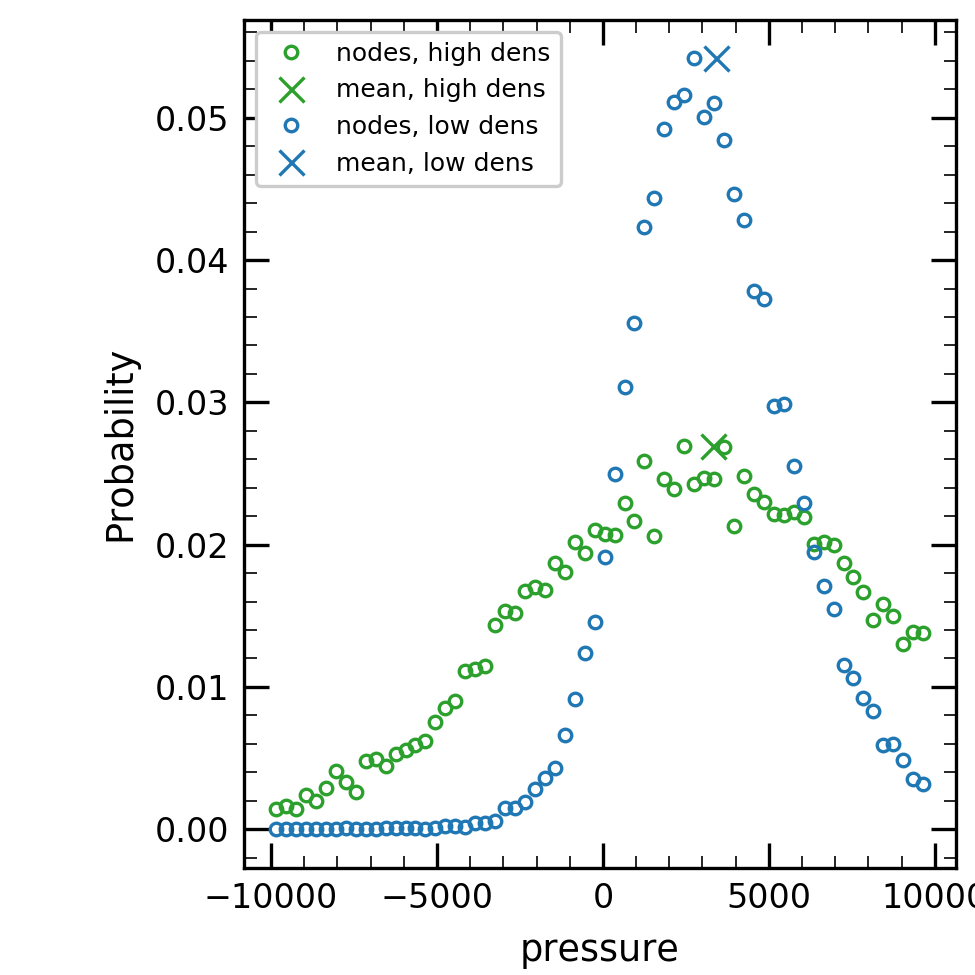 nodes, high dens
mean, high dens
nodes, low dens
mean, low dens
0.05
0.04
0.03
0.02
0.01
0.00
Probability
−10000 −5000 0 5000 1000
pressure